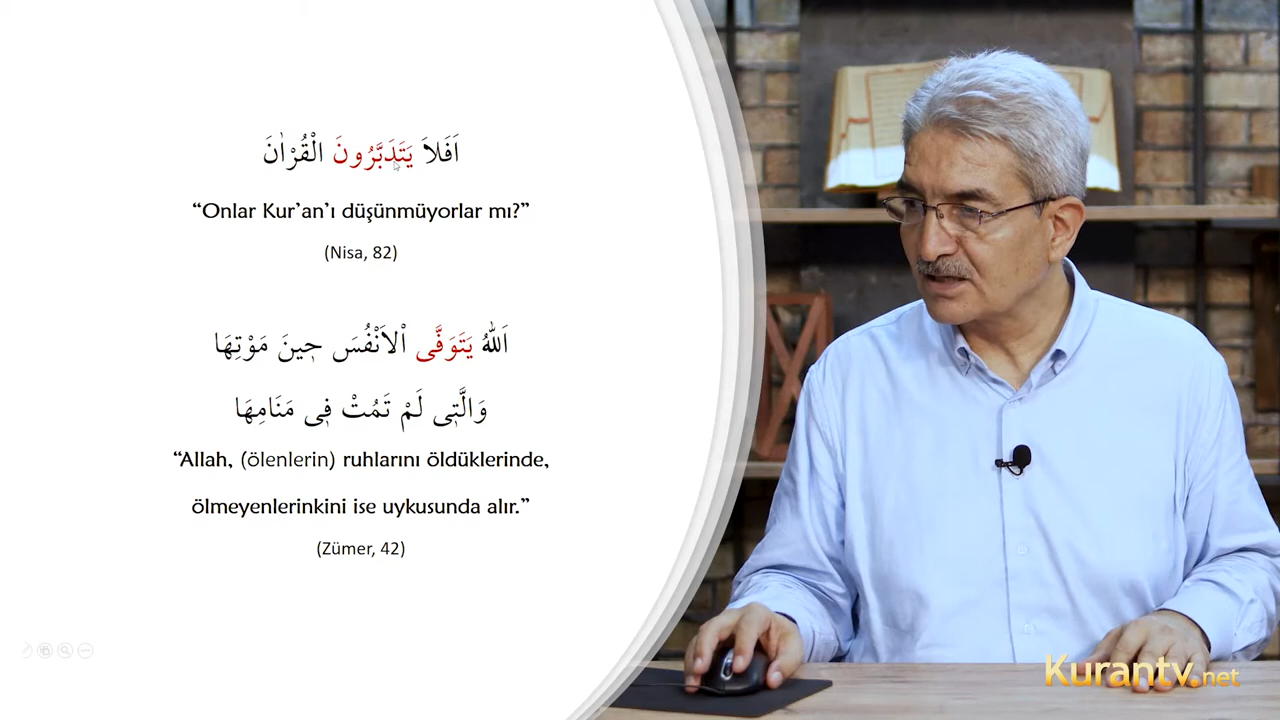 اَفَلاَ يَتَدَبَّرُونَ الْقُرْاٰنَ
“Onlar Kur’an’ı düşünmüyorlar mı?”
(Nisa, 82)
اَللّٰهُ يَتَوَفَّى اْلاَنْفُسَ حٖينَ مَوْتِهَا
وَالَّتٖى لَمْ تَمُتْ فٖى مَنَامِهَا
“Allah, (ölenlerin) ruhlarını öldüklerinde,
ölmeyenlerinkini ise uykusunda alır.”
(Zümer, 42)
Kurantv.net